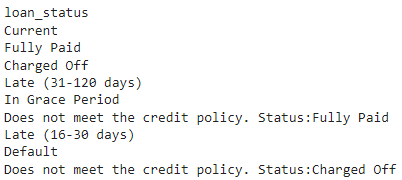 loan_status
Current
Fully Paid
Charged Off
Late (31-120 days)
In Grace Period
Does not meet the credit policy. Status:Fully Paid
Late (16-30 days)
Default
Does not meet the credit policy. Status:Charged Off